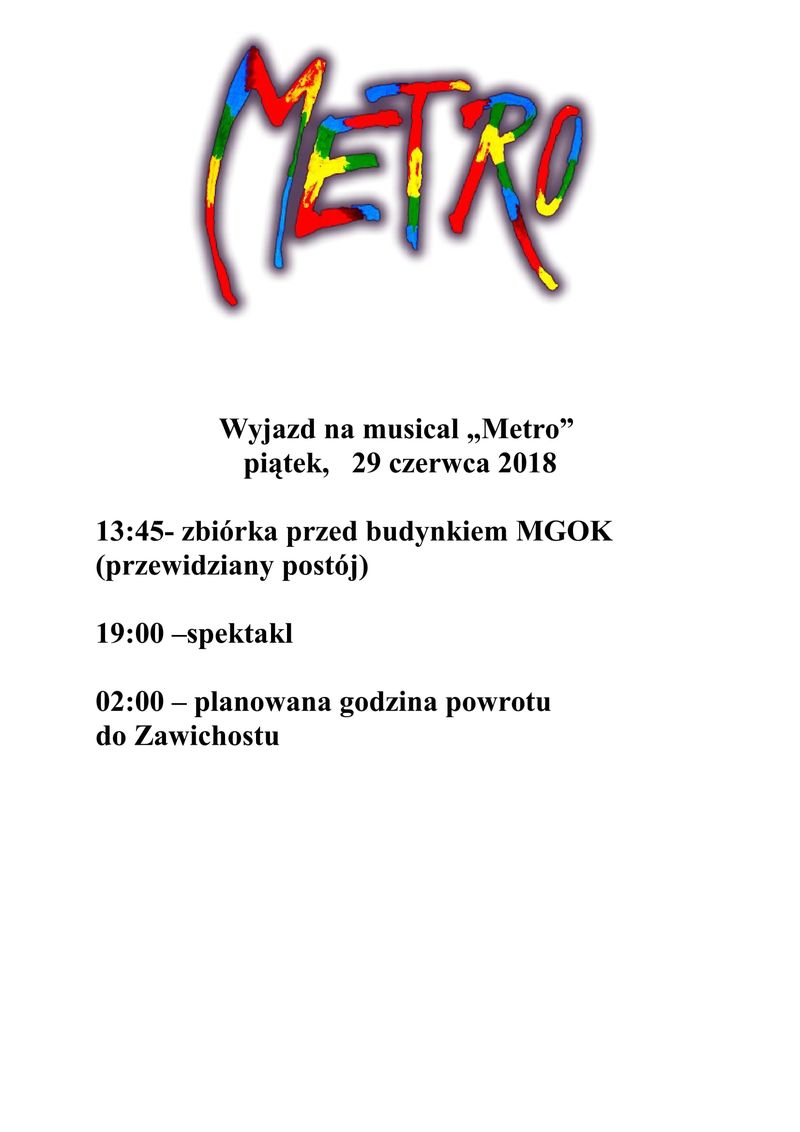 METRO
Wyjazd na musical „Metro”
piątek, 29 czerwca 2018
13:45- zbiórka przed budynkiem MGOK
(przewidziany postój)
19:00 –spektakl
02:00 – planowana godzina powrotu
do Zawichostu